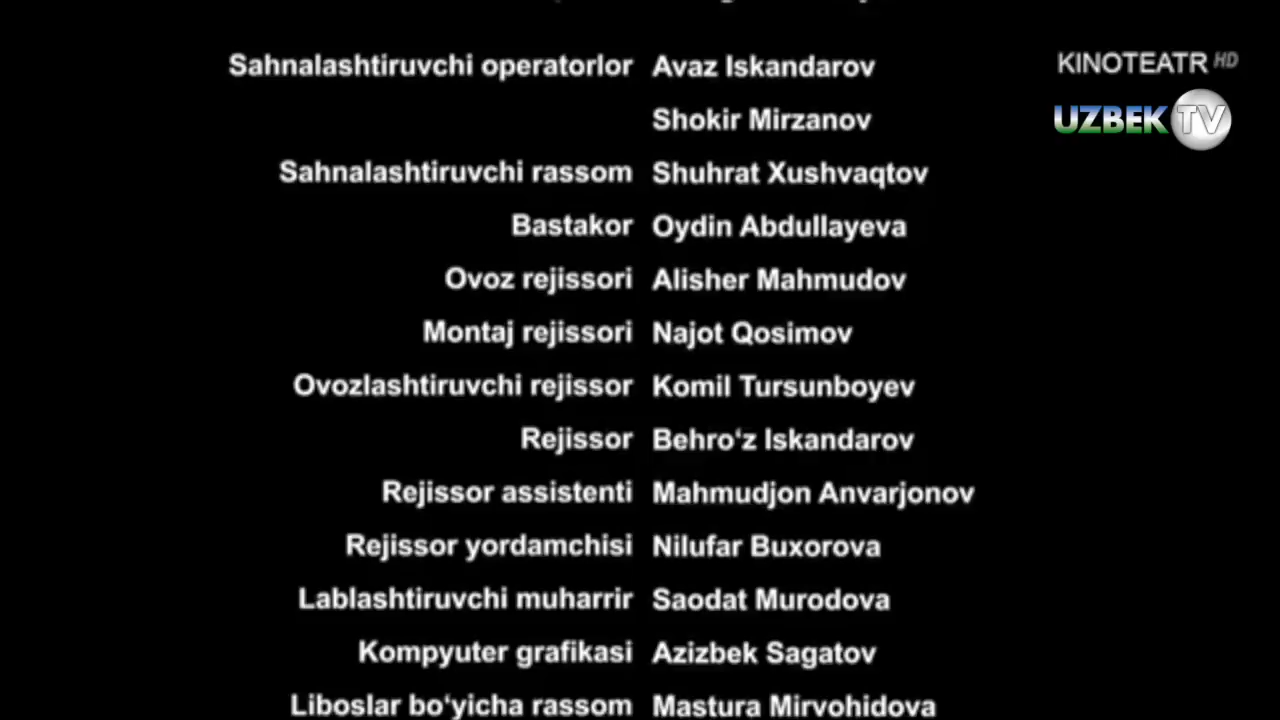 Sahnalashtiruvchi operatorlor Avaz Iskandarov
KINOTEATR HD
Shokir Mirzanov
UZBEK TV
Sahnalashtiruvchi rassom Shuhrat Xushvaqtov
Bastakor Oydin Abdullayeva
Ovoz rejissori Alisher Mahmudov
Montaj rejissori Najot Qosimov
Ovozlashtiruvchi rejissor Komil Tursunboyev
Rejissor Behro‘z Iskandarov
Rejissor assistenti Mahmudjon Anvarjonov
Rejissor yordamchisi Nilufar Buxorova
Lablashtiruvchi muharrir Saodat Murodova
Kompyuter grafikasi Azizbek Sagatov
Liboslar bo‘yicha rassom Mastura Mirvohidova